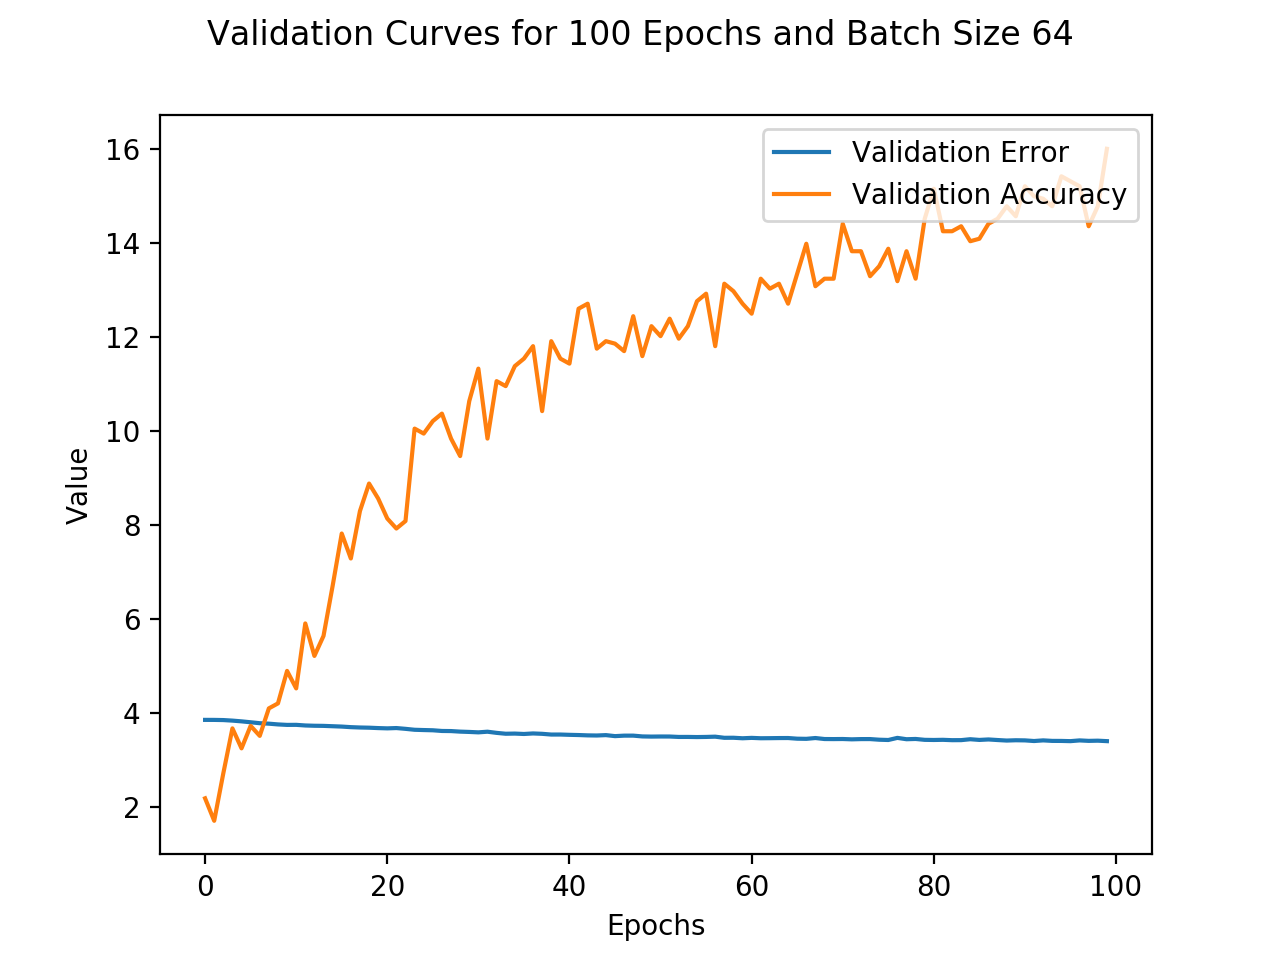 Validation Curves for 100 Epochs and Batch Size 64
16
14
12
10
8
6
4
2
Value
Validation Error
Validation Accuracy
0 20 40 60 80 100
Epochs